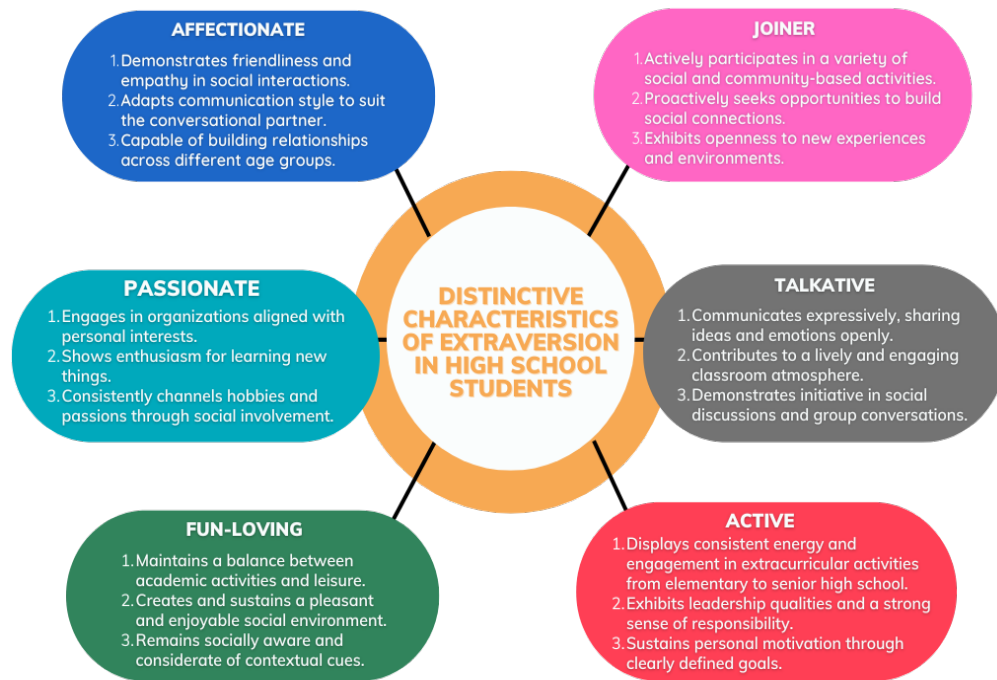 AFFECTIONATE
1.Demonstrates friendliness and
empathy in social interactions.
2.Adapts communication style to suit
the conversational partner.
3.Capable of building relationships
across different age groups.
JOINER
1.Actively participates in a variety of
social and community-based activities.
2.Proactively seeks opportunities to build
social connections.
3.Exhibits openness to new experiences
and environments.
PASSIONATE
1.Engages in organizations aligned with
personal interests.
2.Shows enthusiasm for learning new
things.
3.Consistently channels hobbies and
passions through social involvement.
DISTINCTIVE
CHARACTERISTICS
OF EXTRAVERSION
IN HIGH SCHOOL
STUDENTS
TALKATIVE
1.Communicates expressively, sharing
ideas and emotions openly.
2.Contributes to a lively and engaging
classroom atmosphere.
3.Demonstrates initiative in social
discussions and group conversations.
FUN-LOVING
1.Maintains a balance between
academic activities and leisure.
2.Creates and sustains a pleasant
and enjoyable social environment.
3.Remains socially aware and
considerate of contextual cues.
ACTIVE
1.Displays consistent energy and
engagement in extracurricular activities
from elementary to senior high school.
2.Exhibits leadership qualities and a strong
sense of responsibility.
3.Sustains personal motivation through
clearly defined goals.